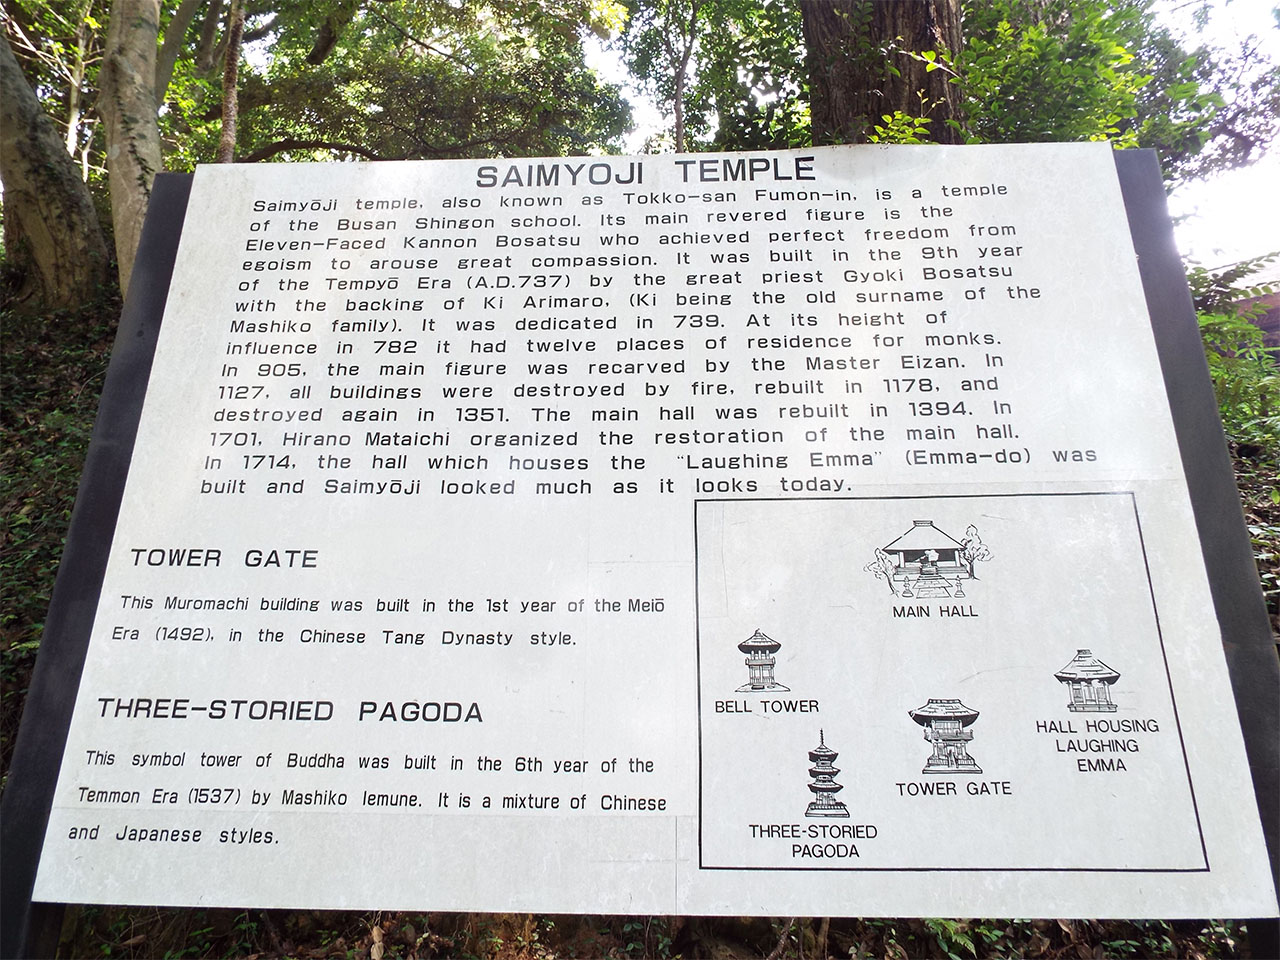 SAIMYOJI TEMPLE
Saimyōji temple, also known as Tokko-san Fumon-in, is a temple
of the Busan Shingon school. Its main revered figure is the
Eleven-Faced Kannon Bosatsu who achieved perfect freedom from
egoism to arouse great compassion. It was built in the 9th year
of the Tempyō Era (A.D.737) by the great priest Gyoki Bosatsu
with the backing of Ki Arimaro, (Ki being the old surname of the
Mashiko family). It was dedicated in 739. At its height of
influence in 782 it had twelve places of residence for monks.
In 905, the main figure was recarved by the Master Eizan. In
1127, all buildings were destroyed by fire, rebuilt in 1178, and
destroyed again in 1351. The main hall was rebuilt in 1394. In
1701, Hirano Mataichi organized the restoration of the main hall.
In 1714, the hall which houses the "Laughing Emma" (Emma-do) was
built and Saimyōji looked much as it looks today.
TOWER GATE
This Muromachi building was built in the 1st year of the Meiō
Era (1492), in the Chinese Tang Dynasty style.
THREE-STORIED PAGODA
This symbol tower of Buddha was built in the 6th year of the
Temmon Era (1537) by Mashiko Iemune. It is a mixture of Chinese
and Japanese styles.
MAIN HALL
BELL TOWER
HALL HOUSING
LAUGHING
EMMA
TOWER GATE
THREE-STORIED
PAGODA